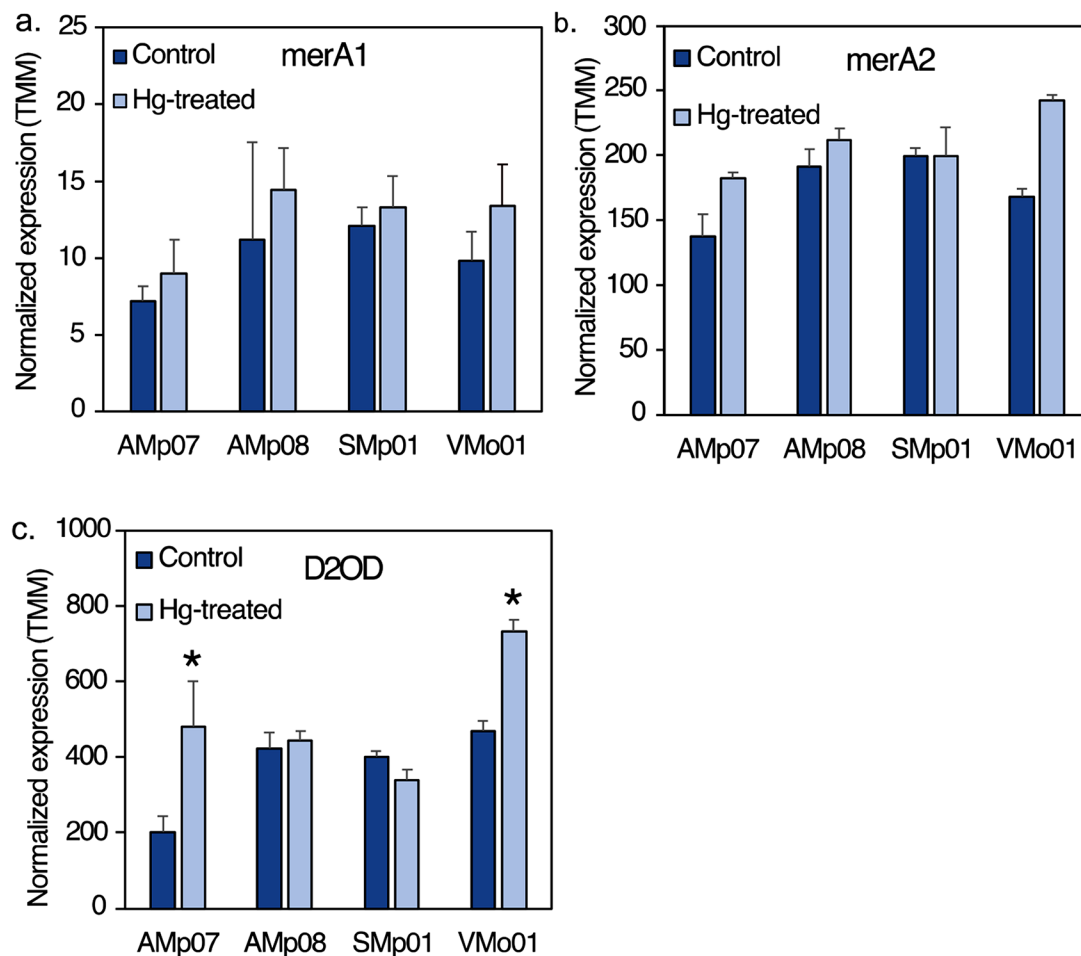 a.
Normalized expression (TMM)
25
20
15
10
5
0
Control
Hg-treated
merA1
AMp07 AMp08 SMp01 VMo01
b.
Normalized expression (TMM)
300
250
200
150
100
50
0
Control
Hg-treated
merA2
AMp07 AMp08 SMp01 VMo01
c.
Normalized expression (TMM)
1000
800
600
400
200
0
Control
Hg-treated
D2OD
*
*
AMp07 AMp08 SMp01 VMo01